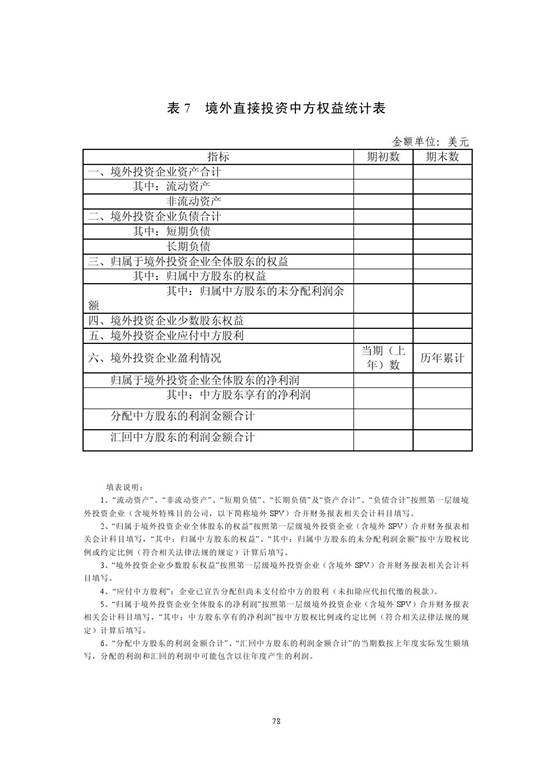 表 7 境外直接投资中方权益统计表
金额单位：美元
指标 期初数 期末数
一、境外投资企业资产合计
其中：流动资产
非流动资产
二、境外投资企业负债合计
其中：短期负债
长期负债
三、归属于境外投资企业全体股东的权益
其中：归属中方股东的权益
其中：归属中方股东的未分配利润余
额
四、境外投资企业少数股东权益
五、境外投资企业应付中方股利
六、境外投资企业盈利情况 当期（上
年）数 历年累计
归属于境外投资企业全体股东的净利润
其中：中方股东享有的净利润
分配中方股东的利润金额合计
汇回中方股东的利润金额合计
填表说明：
1、“流动资产”、“非流动资产”、“短期负债”、“长期负债”及“资产合计”、“负债合计”按照第一层级境
外投资企业（含境外特殊目的公司，以下简称境外 SPV）合并财务报表相关会计科目填写。
2、“归属于境外投资企业全体股东的权益”按照第一层级境外投资企业（含境外 SPV）合并财务报表相
关会计科目填写，“其中：归属中方股东的权益”、“其中：归属中方股东的未分配利润余额”按中方股权比
例或约定比例（符合相关法律法规的规定）计算后填写。
3、“境外投资企业少数股东权益”按照第一层级境外投资企业（含境外 SPV）合并财务报表相关会计科
目填写。
4、“应付中方股利”：企业已宣告分配但尚未支付给中方的股利（未扣除应代扣代缴的税款）。
5、“归属于境外投资企业全体股东的净利润”按照第一层级境外投资企业（含境外 SPV）合并财务报表
相关会计科目填写，“其中：中方股东享有的净利润”按中方股权比例或约定比例（符合相关法律法规的规
定）计算后填写。
6、“分配中方股东的利润金额合计”、“汇回中方股东的利润金额合计”的当期数按上年度实际发生额填
写，分配的利润和汇回的利润中可能包含以往年度产生的利润。
78